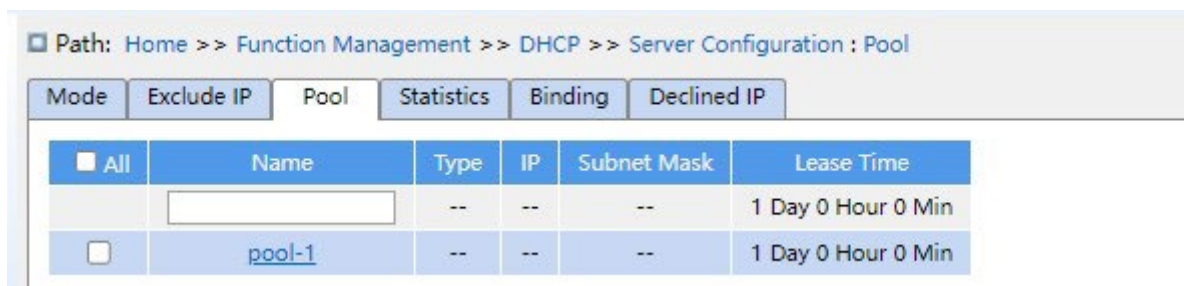 Path: Home >> Function Management >> DHCP >> Server Configuration : Pool
Mode Exclude IP Pool Statistics Binding Declined IP
All Name Type IP Subnet Mask Lease Time
-- -- -- 1 Day 0 Hour 0 Min
pool-1 -- -- -- 1 Day 0 Hour 0 Min